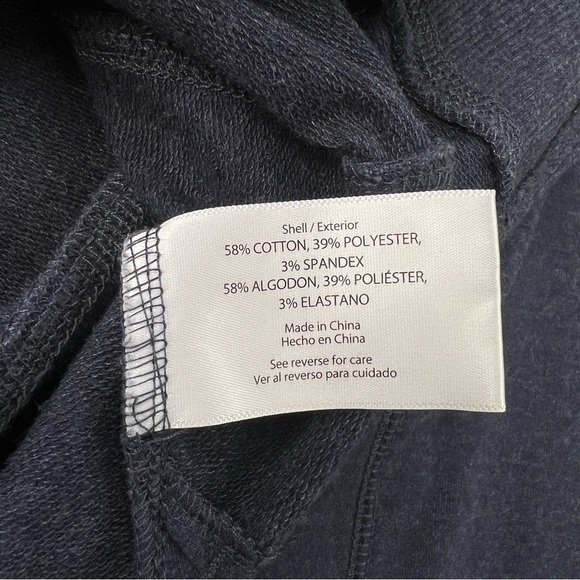 Shell / Exterior
58% COTTON, 39% POLYESTER,
3% SPANDEX
58% ALGODON, 39% POLIÉSTER,
3% ELASTANO
Made in China
Hecho en China
See reverse for care
Ver al reverso para cuidado